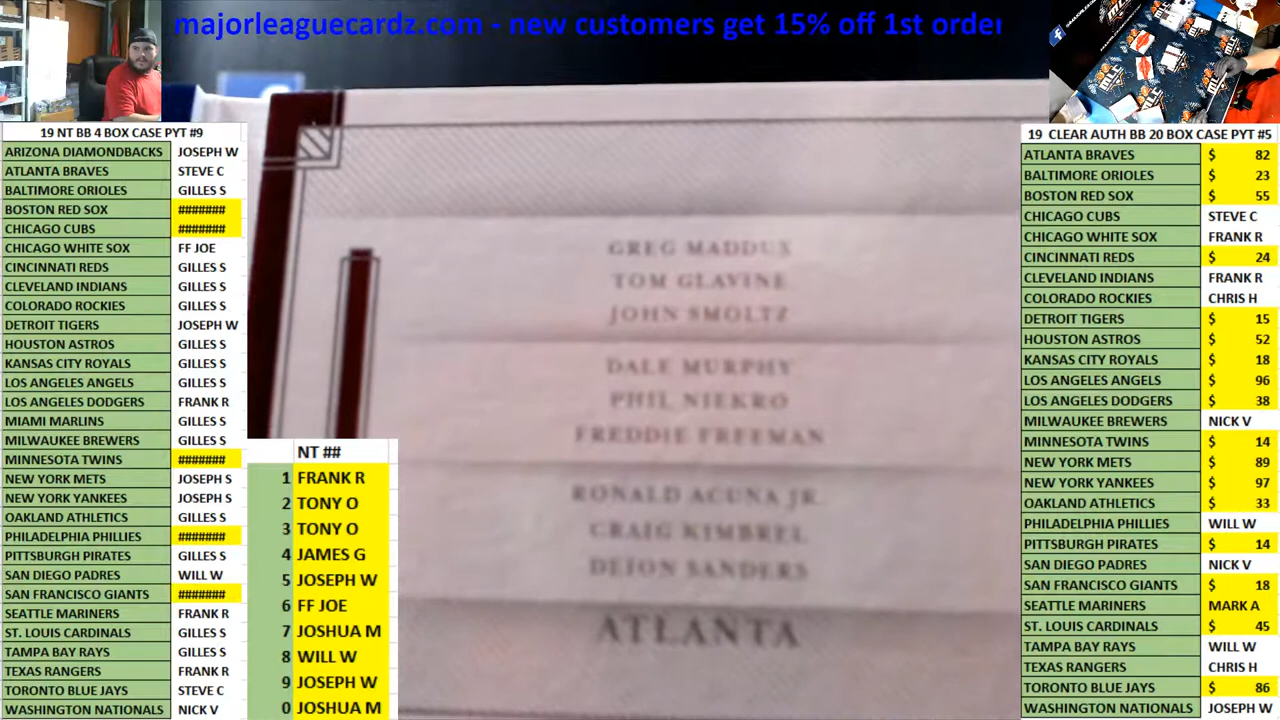 majorleaguecardz.com - new customers get 15% off 1st order
19 NT BB 4 BOX CASE PYT #9
ARIZONA DIAMONDBACKS JOSEPH W
ATLANTA BRAVES STEVE C
BALTIMORE ORIOLES GILLES S
BOSTON RED SOX #######
CHICAGO CUBS #######
CHICAGO WHITE SOX FF JOE
CINCINNATI REDS GILLES S
CLEVELAND INDIANS GILLES S
COLORADO ROCKIES GILLES S
DETROIT TIGERS JOSEPH W
HOUSTON ASTROS GILLES S
KANSAS CITY ROYALS GILLES S
LOS ANGELES ANGELS GILLES S
LOS ANGELES DODGERS FRANK R
MIAMI MARLINS GILLES S
MILWAUKEE BREWERS GILLES S
MINNESOTA TWINS #######
NEW YORK METS JOSEPH S
NEW YORK YANKEES JOSEPH S
OAKLAND ATHLETICS GILLES S
PHILADELPHIA PHILLIES #######
PITTSBURGH PIRATES GILLES S
SAN DIEGO PADRES WILL W
SAN FRANCISCO GIANTS #######
SEATTLE MARINERS FRANK R
ST. LOUIS CARDINALS GILLES S
TAMPA BAY RAYS GILLES S
TEXAS RANGERS FRANK R
TORONTO BLUE JAYS STEVE C
WASHINGTON NATIONALS NICK V
NT ##
1 FRANK R
2 TONY O
3 TONY O
4 JAMES G
5 JOSEPH W
6 FF JOE
7 JOSHUA M
8 WILL W
9 JOSEPH W
0 JOSHUA M
GREG MADDUX
TOM GLAVINE
JOHN SMOLTZ
DALE MURPHY
PHIL NIEKRO
FREDDIE FREEMAN
RONALD ACUNA JR.
CRAIG KIMBREL
DEION SANDERS
ATLANTA
19 CLEAR AUTH BB 20 BOX CASE PYT #5
ATLANTA BRAVES $ 82
BALTIMORE ORIOLES $ 23
BOSTON RED SOX $ 55
CHICAGO CUBS STEVE C
CHICAGO WHITE SOX FRANK R
CINCINNATI REDS $ 24
CLEVELAND INDIANS FRANK R
COLORADO ROCKIES CHRIS H
DETROIT TIGERS $ 15
HOUSTON ASTROS $ 52
KANSAS CITY ROYALS $ 18
LOS ANGELES ANGELS $ 96
LOS ANGELES DODGERS $ 38
MILWAUKEE BREWERS NICK V
MINNESOTA TWINS $ 14
NEW YORK METS $ 89
NEW YORK YANKEES $ 97
OAKLAND ATHLETICS $ 33
PHILADELPHIA PHILLIES WILL W
PITTSBURGH PIRATES $ 14
SAN DIEGO PADRES NICK V
SAN FRANCISCO GIANTS $ 18
SEATTLE MARINERS MARK A
ST. LOUIS CARDINALS $ 45
TAMPA BAY RAYS WILL W
TEXAS RANGERS CHRIS H
TORONTO BLUE JAYS $ 86
WASHINGTON NATIONALS JOSEPH W